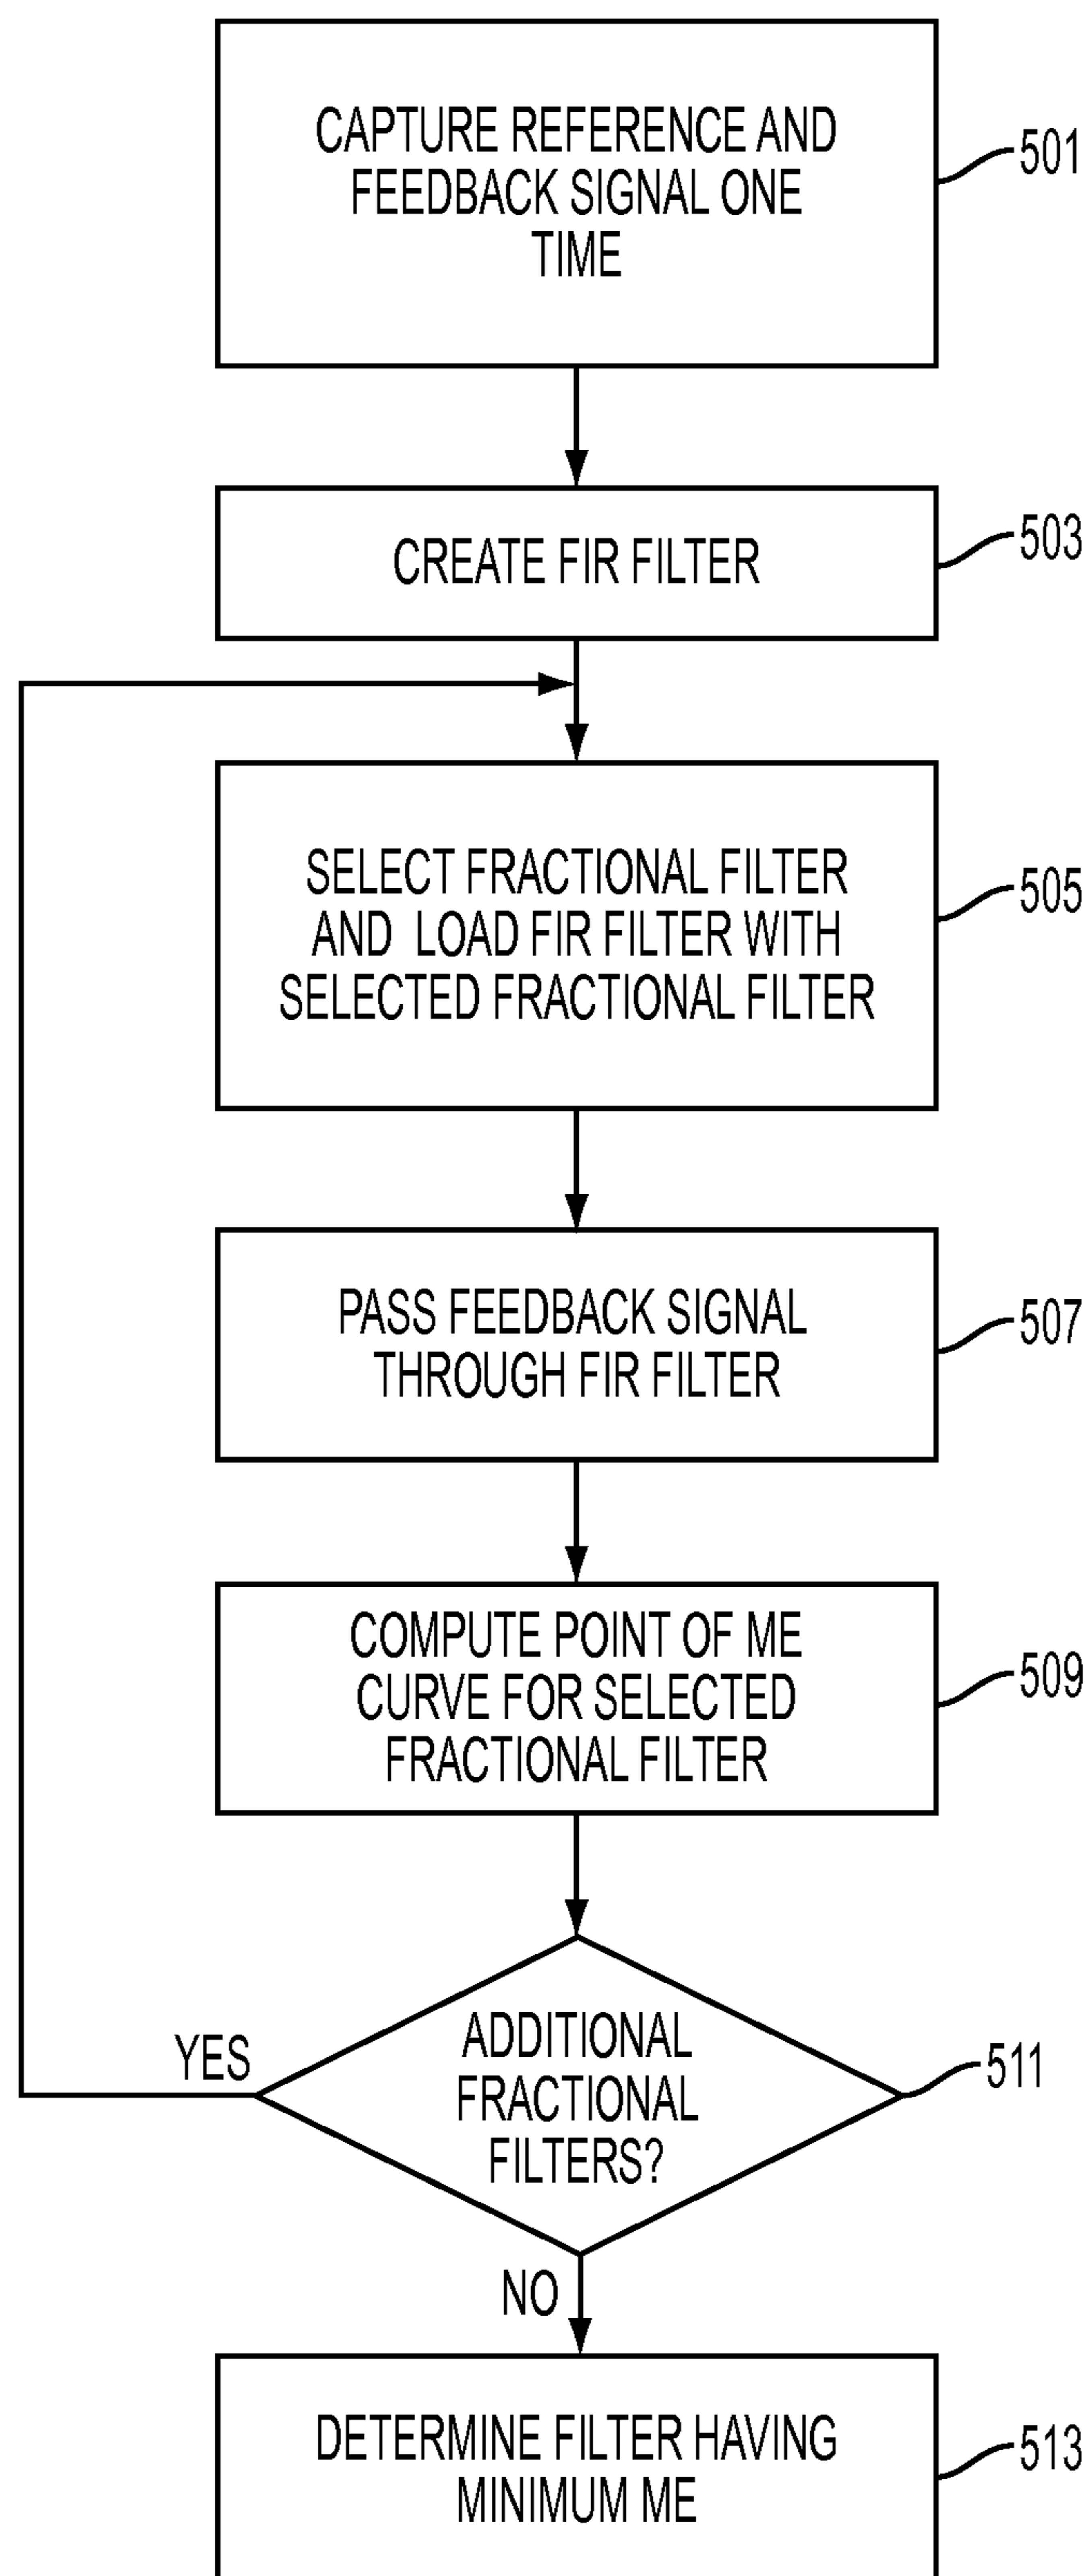 CAPTURE REFERENCE AND
FEEDBACK SIGNAL ONE
TIME
501
CREATE FIR FILTER
503
SELECT FRACTIONAL FILTER
AND LOAD FIR FILTER WITH
SELECTED FRACTIONAL FILTER
505
PASS FEEDBACK SIGNAL
THROUGH FIR FILTER
507
COMPUTE POINT OF ME
CURVE FOR SELECTED
FRACTIONAL FILTER
509
YES
ADDITIONAL
FRACTIONAL
FILTERS?
511
NO
DETERMINE FILTER HAVING
MINIMUM ME
513